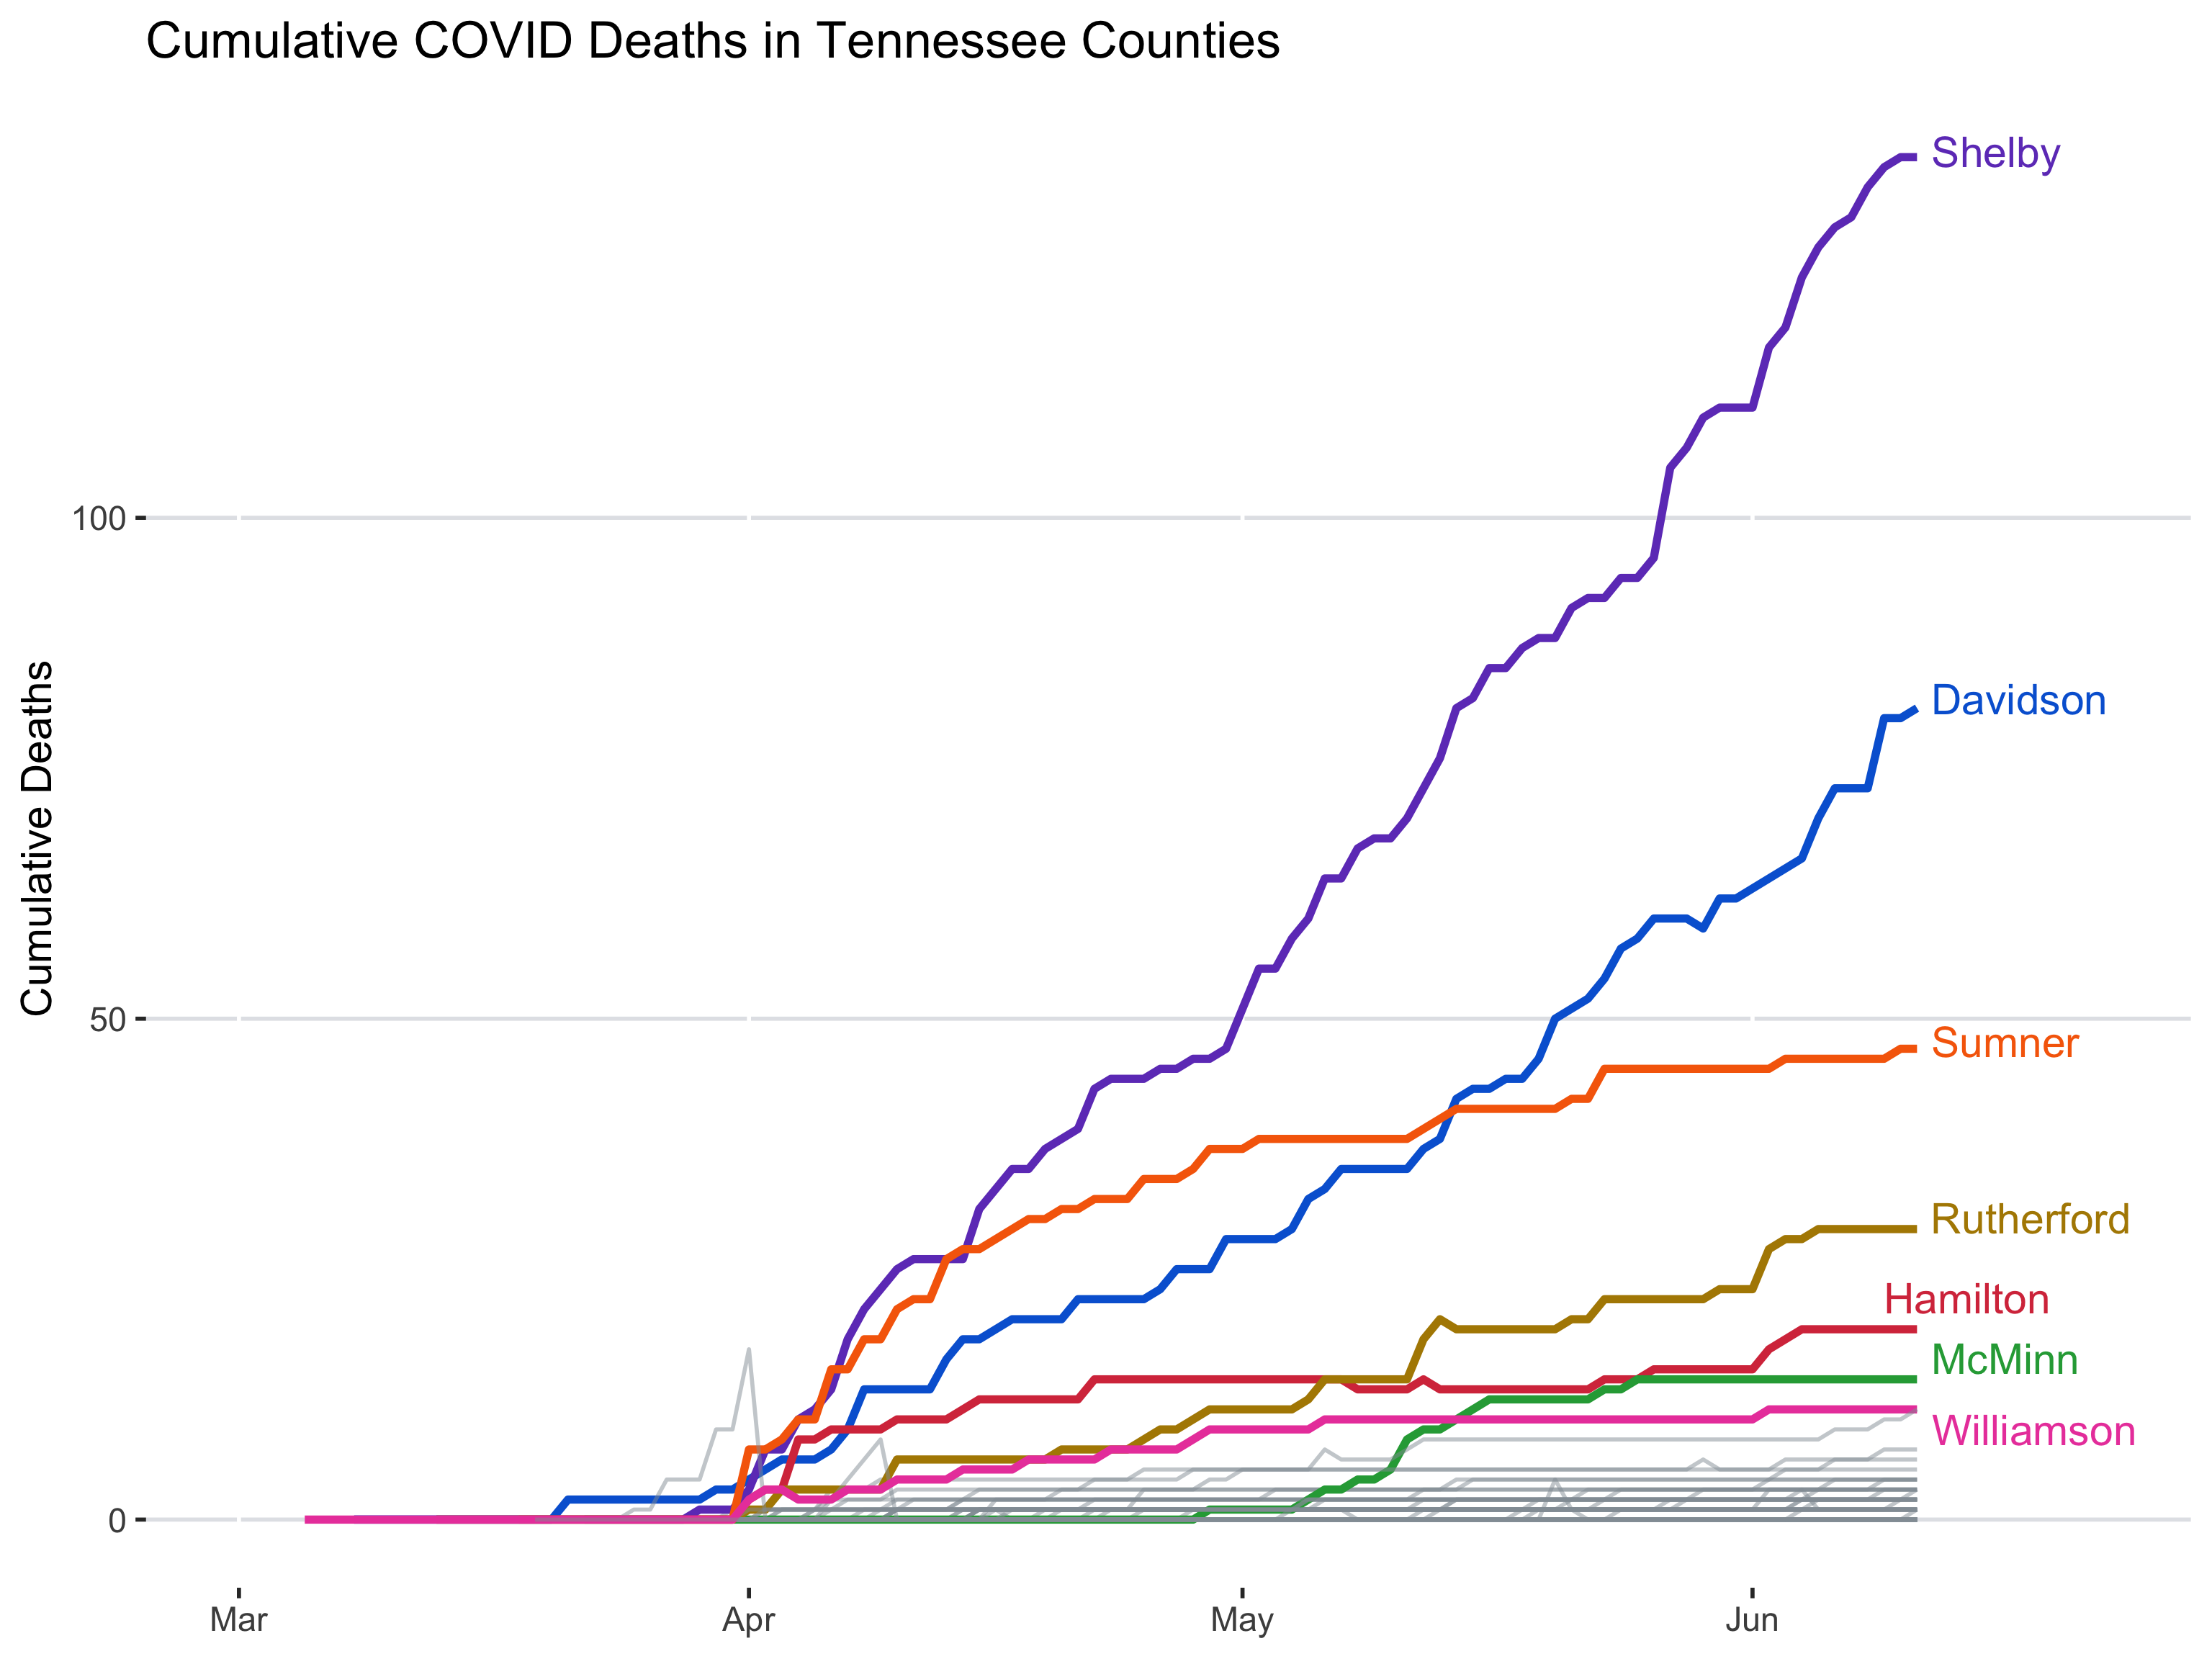 Cumulative COVID Deaths in Tennessee Counties
Shelby
100
Davidson
Cumulative Deaths
50
Sumner
Rutherford
Hamilton
McMinn
Williamson
0
Mar
Apr
May
Jun